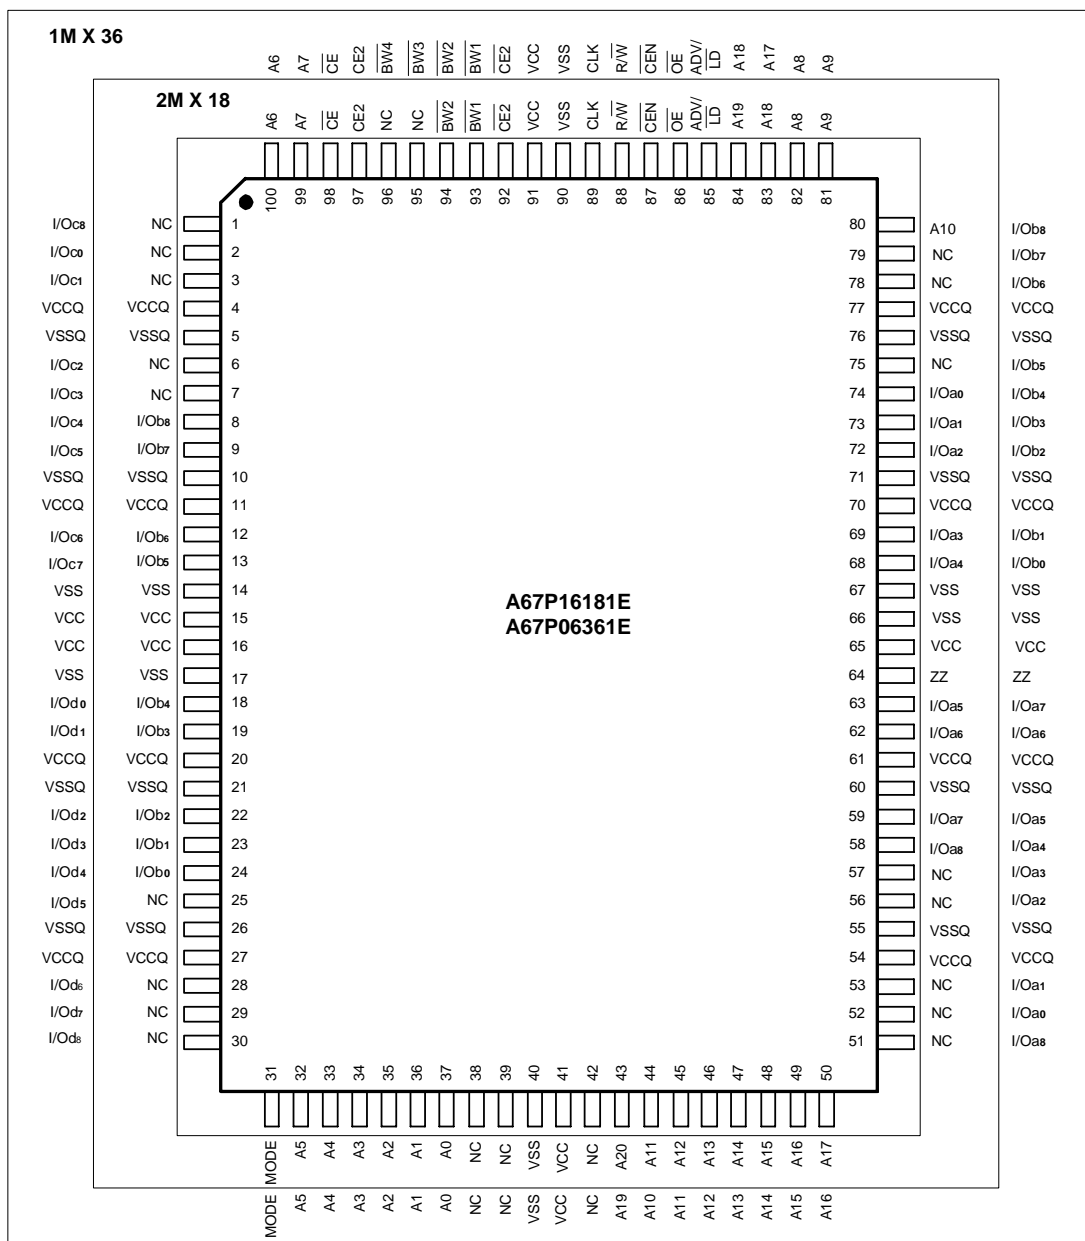 1M X 36
A6 A7 CE CE2 BW4 BW3 BW2 BW1 CE2 VCC VSS CLK R/W CEN OE ADV/LD A18 A17 A8 A9
2M X 18
A6 A7 CE CE2 NC NC BW2 BW1 CE2 VCC VSS CLK R/W CEN OE ADV/LD A19 A18 A8 A9
100 99 98 97 96 95 94 93 92 91 90 89 88 87 86 85 84 83 82 81
I/Oc8 NC 1 80 A10 I/Ob8
I/Oc0 NC 2 79 NC I/Ob7
I/Oc1 NC 3 78 NC I/Ob6
VCCQ VCCQ 4 77 VCCQ VCCQ
VSSQ VSSQ 5 76 VSSQ VSSQ
I/Oc2 NC 6 75 NC I/Ob5
I/Oc3 NC 7 74 I/Oa0 I/Ob4
I/Oc4 I/Ob8 8 73 I/Oa1 I/Ob3
I/Oc5 I/Ob7 9 72 I/Oa2 I/Ob2
VSSQ VSSQ 10 71 VSSQ VSSQ
VCCQ VCCQ 11 70 VCCQ VCCQ
I/Oc6 I/Ob6 12 69 I/Oa3 I/Ob1
I/Oc7 I/Ob5 13 68 I/Oa4 I/Ob0
VSS VSS 14 67 VSS VSS
A67P16181E
VCC VCC 15 66 VSS VSS
A67P06361E
VCC VCC 16 65 VCC VCC
VSS VSS 17 64 ZZ ZZ
I/Od0 I/Ob4 18 63 I/Oa5 I/Oa7
I/Od1 I/Ob3 19 62 I/Oa6 I/Oa6
VCCQ VCCQ 20 61 VCCQ VCCQ
VSSQ VSSQ 21 60 VSSQ VSSQ
I/Od2 I/Ob2 22 59 I/Oa7 I/Oa5
I/Od3 I/Ob1 23 58 I/Oa8 I/Oa4
I/Od4 I/Ob0 24 57 NC I/Oa3
I/Od5 NC 25 56 NC I/Oa2
VSSQ VSSQ 26 55 VSSQ VSSQ
VCCQ VCCQ 27 54 VCCQ VCCQ
I/Od6 NC 28 53 NC I/Oa1
I/Od7 NC 29 52 NC I/Oa0
I/Od8 NC 30 51 NC I/Oa8
31 32 33 34 35 36 37 38 39 40 41 42 43 44 45 46 47 48 49 50
MODE A5 A4 A3 A2 A1 A0 NC NC VSS VCC NC A20 A11 A12 A13 A14 A15 A16 A17
MODE A5 A4 A3 A2 A1 A0 NC NC VSS VCC NC A19 A10 A11 A12 A13 A14 A15 A16